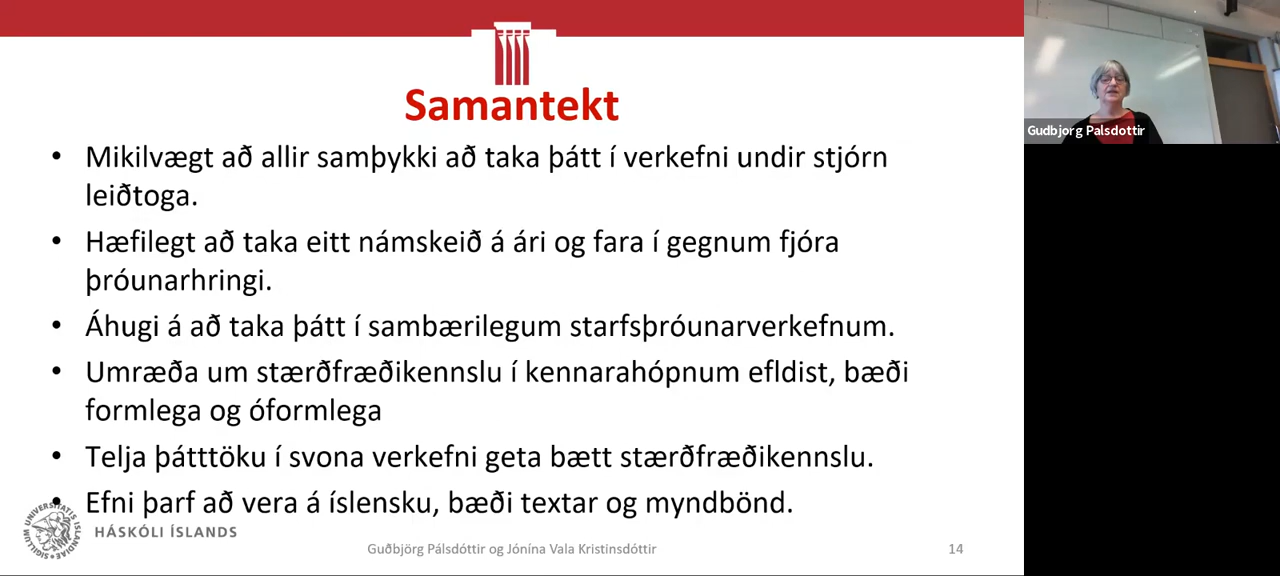 Samantekt
• Mikilvægt að allir samþykki að taka þátt í verkefni undir stjórn
leiðtoga.
• Hæfilegt að taka eitt námskeið á ári og fara í gegnum fjóra
þróunarhringi.
• Áhugi á að taka þátt í sambærilegum starfsþróunarverkefnum.
• Umræða um stærðfræðikennslu í kennarahópnum efldist, bæði
formlega og óformlega
• Telja þátttöku í svona verkefni geta bætt stærðfræðikennslu.
• Efni þarf að vera á íslensku, bæði textar og myndbönd.
HÁSKÓLI ÍSLANDS
Guðbjörg Pálsdóttir og Jónína Vala Kristinsdóttir
14
Gudbjorg Palsdottir